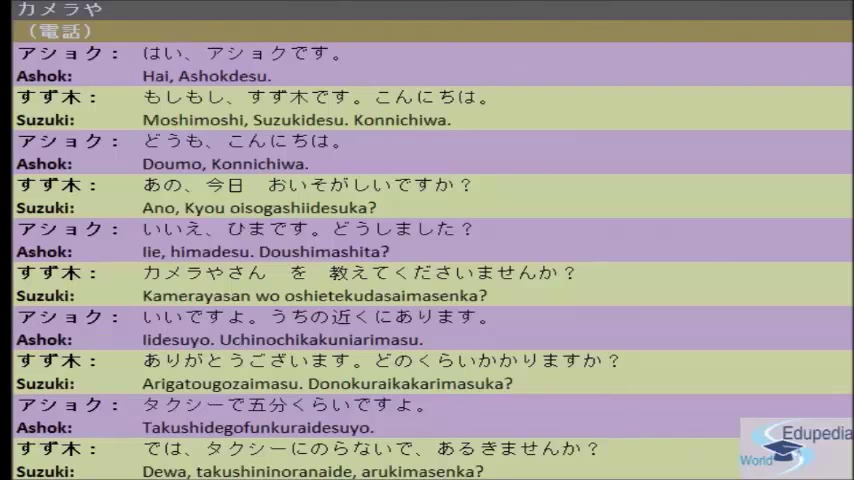 カメラや
（電話）
アショク： はい、アショクです。
Ashok: Hai, Ashokdesu.
すず木： もしもし、すず木です。こんにちは。
Suzuki: Moshimoshi, Suzukidesu. Konnichiwa.
アショク： どうも、こんにちは。
Ashok: Doumo, Konnichiwa.
すず木： あの、今日　おいそがしいですか？
Suzuki: Ano, Kyou oisogashiidesuka?
アショク： いいえ、ひまです。どうしました？
Ashok: Iie, himadesu. Doushimashita?
すず木： カメラやさん　を　教えてくださいませんか？
Suzuki: Kamerayasan wo oshietekudasaimasenka?
アショク： いいですよ。うちの近くにあります。
Ashok: Iidesuyo. Uchinochikakuniarimasu.
すず木： ありがとうございます。どのくらいかかりますか？
Suzuki: Arigatougozaimasu. Donokuraikakarimasuka?
アショク： タクシーで五分くらいですよ。
Ashok: Takushidegofunkuraidesuyo.
すず木： では、タクシーにのらないで、あるきませんか？
Suzuki: Dewa, takushininoranaide, arukimasenka?
Edupedia
World